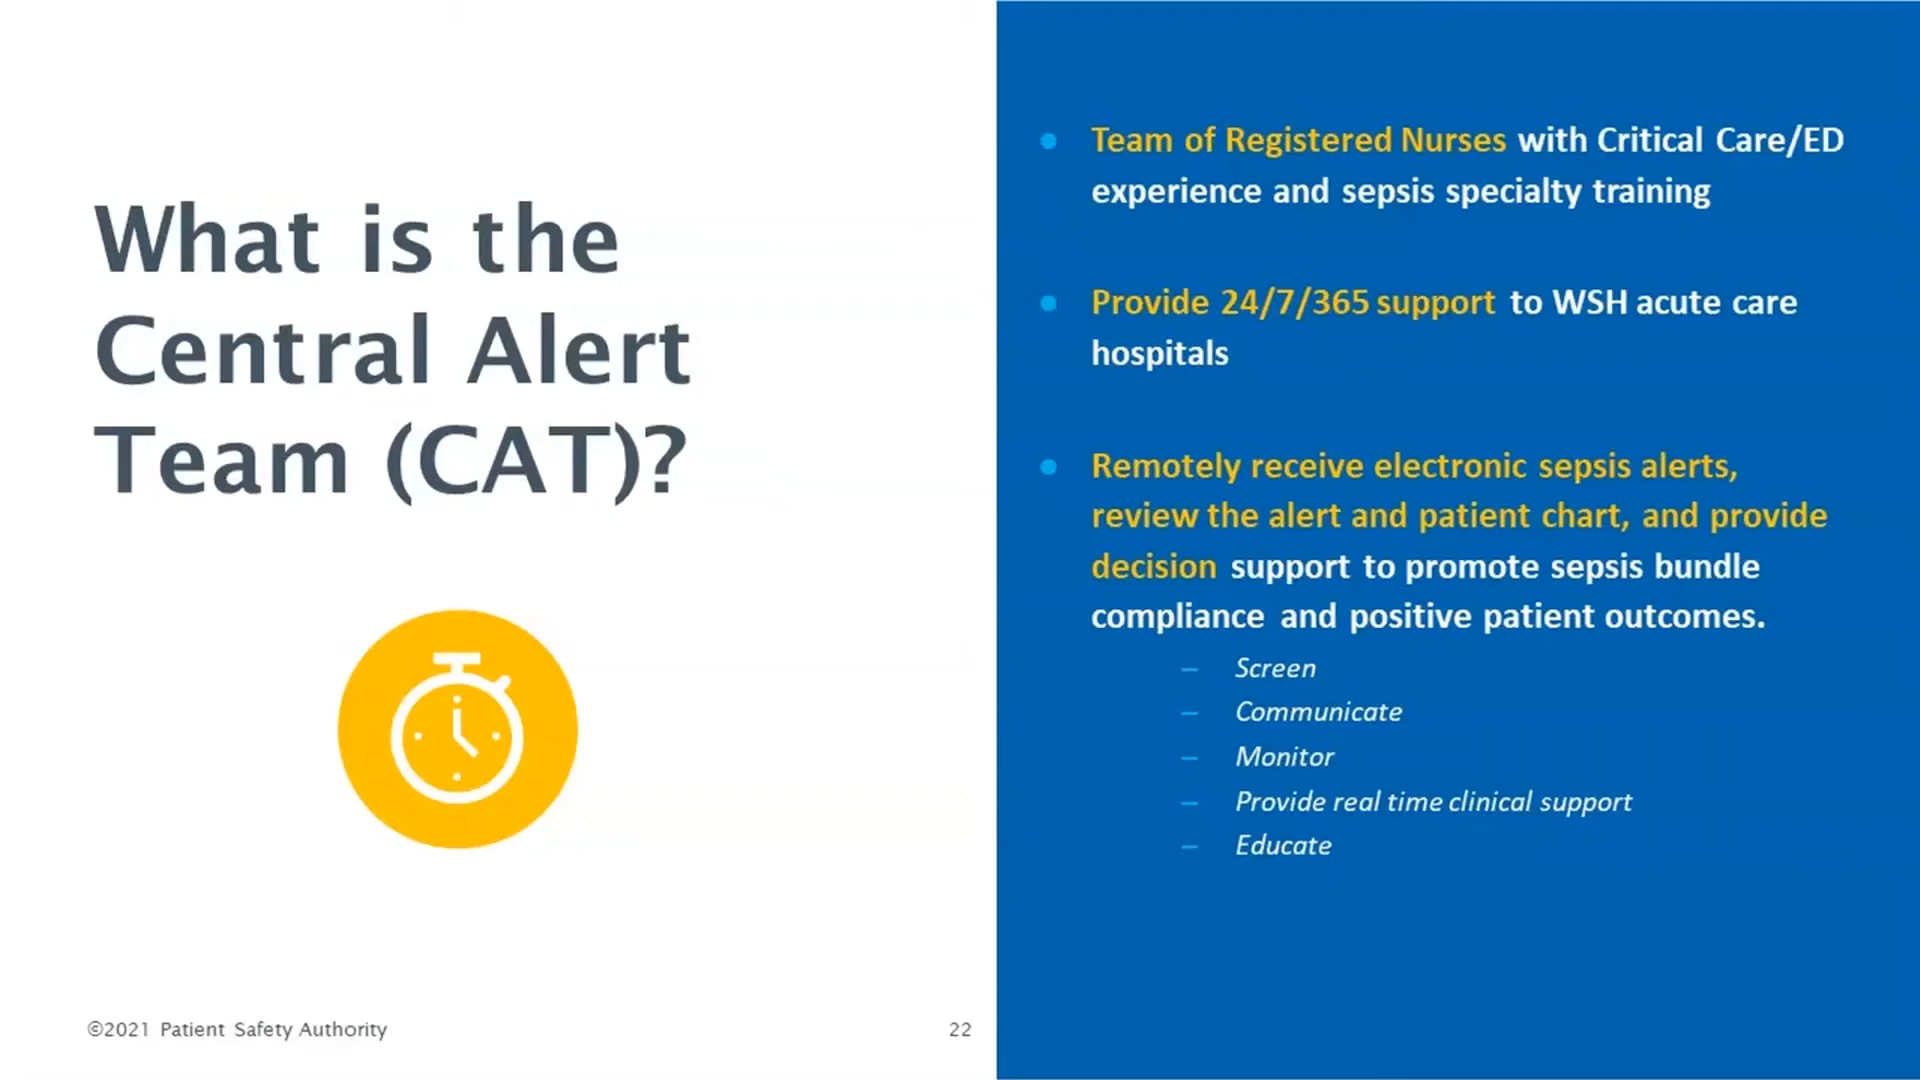 What is the
Central Alert
Team (CAT)?
©2021 Patient Safety Authority
22
• Team of Registered Nurses with Critical Care/ED
experience and sepsis specialty training
• Provide 24/7/365 support to WSH acute care
hospitals
• Remotely receive electronic sepsis alerts,
review the alert and patient chart, and provide
decision support to promote sepsis bundle
compliance and positive patient outcomes.
– Screen
– Communicate
– Monitor
– Provide real time clinical support
– Educate